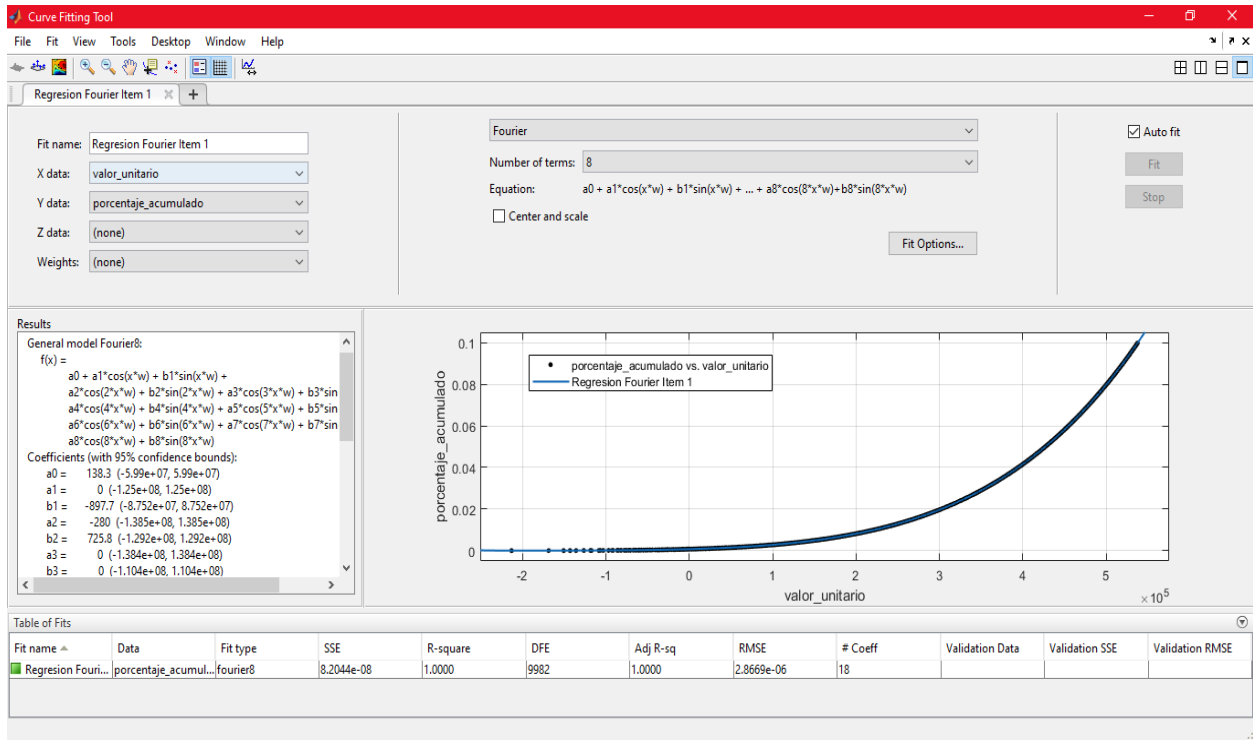 Curve Fitting Tool
File Fit View Tools Desktop Window Help
Regresion Fourier Item 1
Fit name: Regresion Fourier Item 1
X data: valor_unitario
Y data: porcentaje_acumulado
Z data: (none)
Weights: (none)
Fourier
Number of terms: 8
Equation: a0 + a1*cos(x*w) + b1*sin(x*w) + ... + a8*cos(8*x*w)+b8*sin(8*x*w)
Center and scale
Fit Options...
Auto fit
Fit
Stop
Results
General model Fourier8:
f(x) =
a0 + a1*cos(x*w) + b1*sin(x*w) +
a2*cos(2*x*w) + b2*sin(2*x*w) + a3*cos(3*x*w) + b3*sin
a4*cos(4*x*w) + b4*sin(4*x*w) + a5*cos(5*x*w) + b5*sin
a6*cos(6*x*w) + b6*sin(6*x*w) + a7*cos(7*x*w) + b7*sin
a8*cos(8*x*w) + b8*sin(8*x*w)
Coefficients (with 95% confidence bounds):
a0 = 138.3 (-5.99e+07, 5.99e+07)
a1 = 0 (-1.25e+08, 1.25e+08)
b1 = -897.7 (-8.752e+07, 8.752e+07)
a2 = -280 (-1.385e+08, 1.385e+08)
b2 = 725.8 (-1.292e+08, 1.292e+08)
a3 = 0 (-1.384e+08, 1.384e+08)
b3 = 0 (-1.104e+08, 1.104e+08)
porcentaje_acumulado
0.1
0.08
0.06
0.04
0.02
0
porcentaje_acumulado vs. valor_unitario
Regresion Fourier Item 1
-2 -1 0 1 2 3 4 5
valor_unitario
×10^5
Table of Fits
Fit name Data Fit type SSE R-square DFE Adj R-sq RMSE # Coeff Validation Data Validation SSE Validation RMSE
Regresion Fouri... porcentaje_acumul... fourier8 8.2044e-08 1.0000 9982 1.0000 2.8669e-06 18